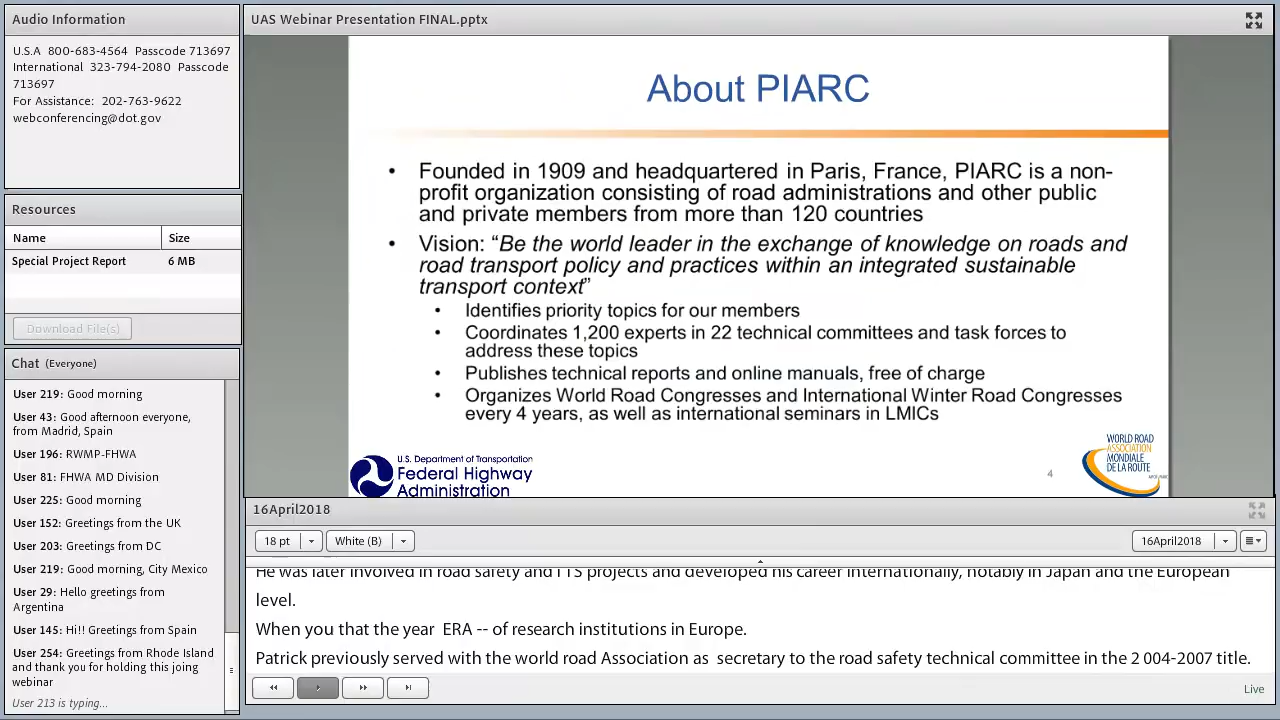 Audio Information
U.S.A 800-683-4564 Passcode 713697
International 323-794-2080 Passcode
713697
For Assistance: 202-763-9622
webconferencing@dot.gov
Resources
Name Size
Special Project Report 6 MB
Download File(s)
Chat (Everyone)
User 219: Good morning
User 43: Good afternoon everyone,
from Madrid, Spain
User 196: RWMP-FHWA
User 81: FHWA MD Division
User 225: Good morning
User 152: Greetings from the UK
User 203: Greetings from DC
User 219: Good morning, City Mexico
User 29: Hello greetings from
Argentina
User 145: Hi!! Greetings from Spain
User 254: Greetings from Rhode Island
and thank you for holding this joing
webinar
User 213 is typing...
UAS Webinar Presentation FINAL.pptx
About PIARC
• Founded in 1909 and headquartered in Paris, France, PIARC is a non-
profit organization consisting of road administrations and other public
and private members from more than 120 countries
• Vision: “Be the world leader in the exchange of knowledge on roads and
road transport policy and practices within an integrated sustainable
transport context”
• Identifies priority topics for our members
• Coordinates 1,200 experts in 22 technical committees and task forces to
address these topics
• Publishes technical reports and online manuals, free of charge
• Organizes World Road Congresses and International Winter Road Congresses
every 4 years, as well as international seminars in LMICs
U.S. Department of Transportation
Federal Highway
Administration
4
WORLD ROAD
ASSOCIATION
MONDIALE
DE LA ROUTE
16April2018
18 pt White (B) 16April2018
He was later involved in road safety and ITS projects and developed his career internationally, notably in Japan and the European
level.
When you that the year ERA -- of research institutions in Europe.
Patrick previously served with the world road Association as secretary to the road safety technical committee in the 2 004-2007 title.
Live